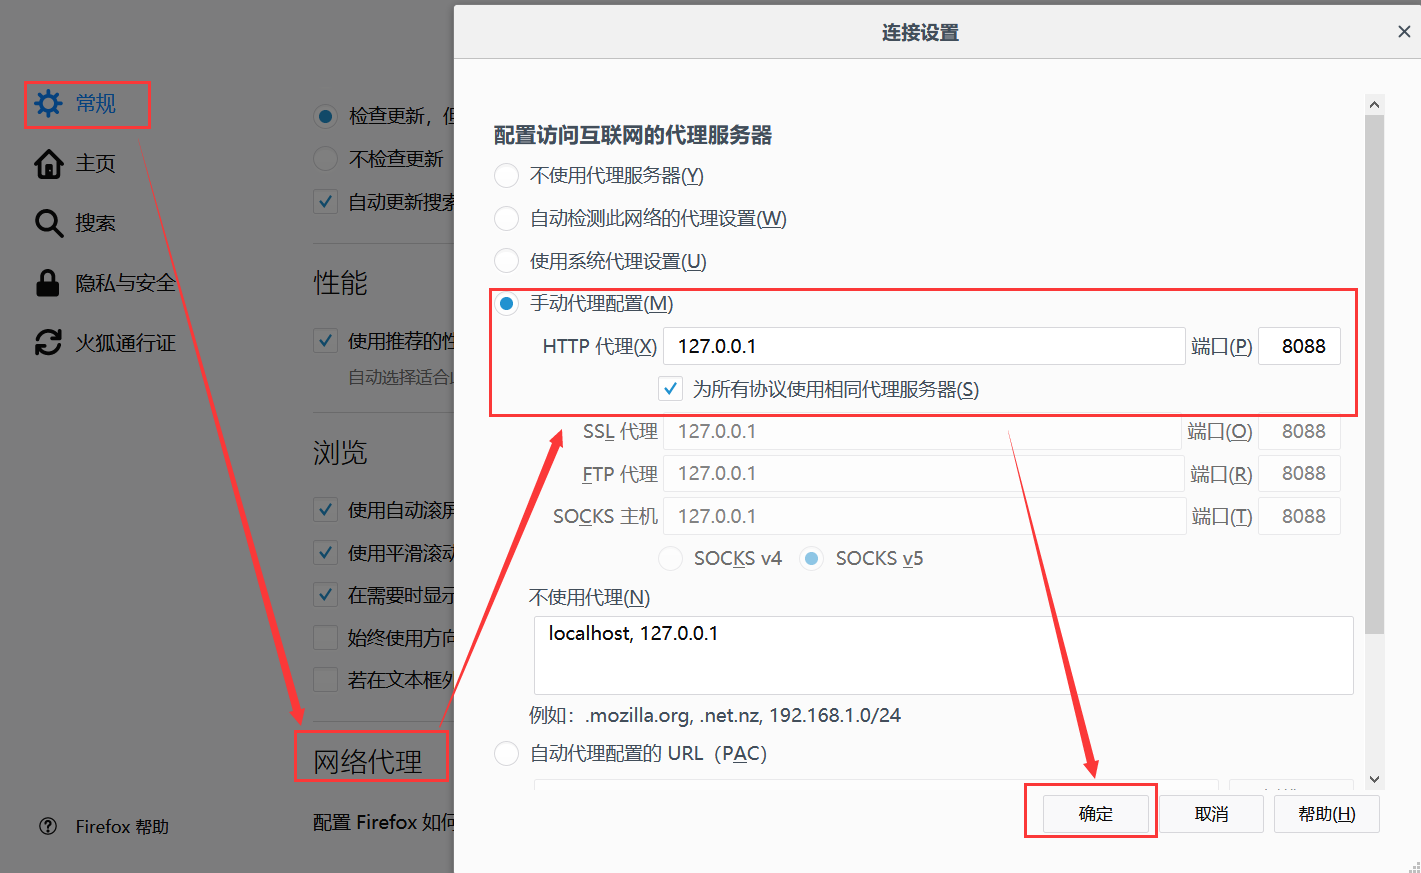 连接设置
常规
主页
搜索
隐私与安全
火狐通行证
Firefox 帮助
检查更新，但
不检查更新
自动更新搜索
性能
使用推荐的性
自动选择适合
浏览
使用自动滚屏
使用平滑滚动
在需要时显示
始终使用方向
若在文本框外
网络代理
配置 Firefox 如何
配置访问互联网的代理服务器
不使用代理服务器(Y)
自动检测此网络的代理设置(W)
使用系统代理设置(U)
手动代理配置(M)
HTTP 代理(X) 127.0.0.1 端口(P) 8088
为所有协议使用相同代理服务器(S)
SSL 代理 127.0.0.1 端口(O) 8088
FTP 代理 127.0.0.1 端口(R) 8088
SOCKS 主机 127.0.0.1 端口(T) 8088
SOCKS v4 SOCKS v5
不使用代理(N)
localhost, 127.0.0.1
例如：.mozilla.org, .net.nz, 192.168.1.0/24
自动代理配置的 URL（PAC）
确定 取消 帮助(H)